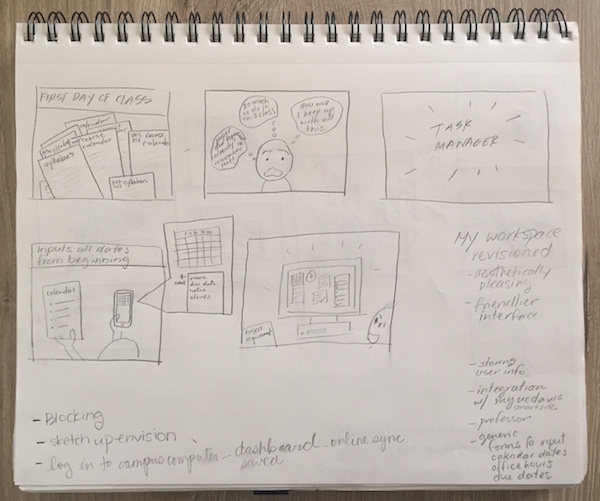 FIRST DAY OF CLASS
calendar
course
calendar
syllabus
syllabus
course
calendar
syllabus
So much
to do in
this class
How will
I keep up
with all
this
TASK
MANAGER
Inputs all dates
from beginning
calendar
name
due date
notes
alerts
project
requirement
My workspace
revisioned
- aesthetically
pleasing
- friendlier
interface
- storing
user info
- integration
w/ myucdavis
smartsite
- professor
- generic
forms to input
calendar dates
office hours
due dates
- Blocking
- sketch up envision
- log in to campus computer - dashboard - online sync
saved